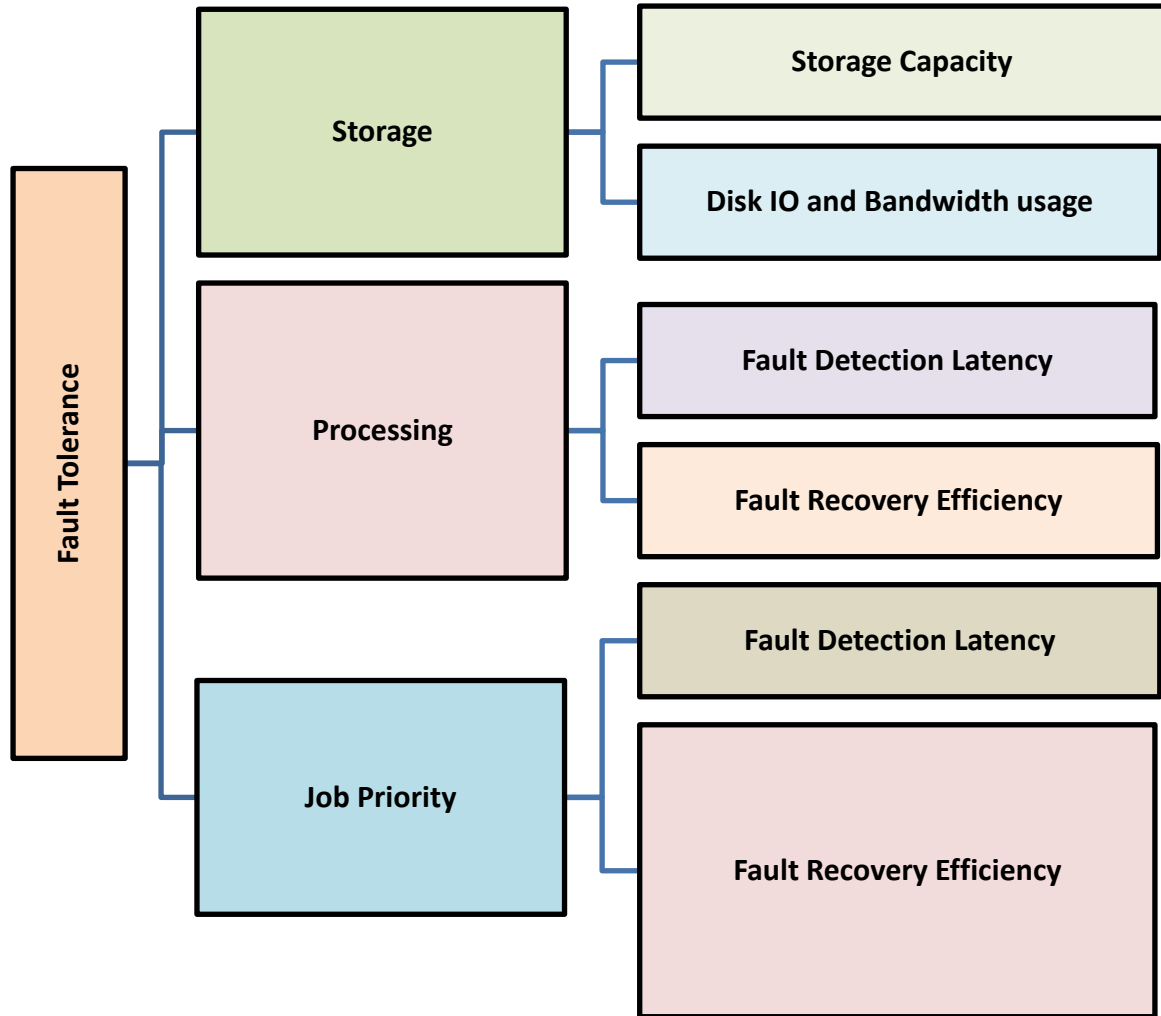 Fault Tolerance
Storage
Storage Capacity
Disk IO and Bandwidth usage
Processing
Fault Detection Latency
Fault Recovery Efficiency
Job Priority
Fault Detection Latency
Fault Recovery Efficiency